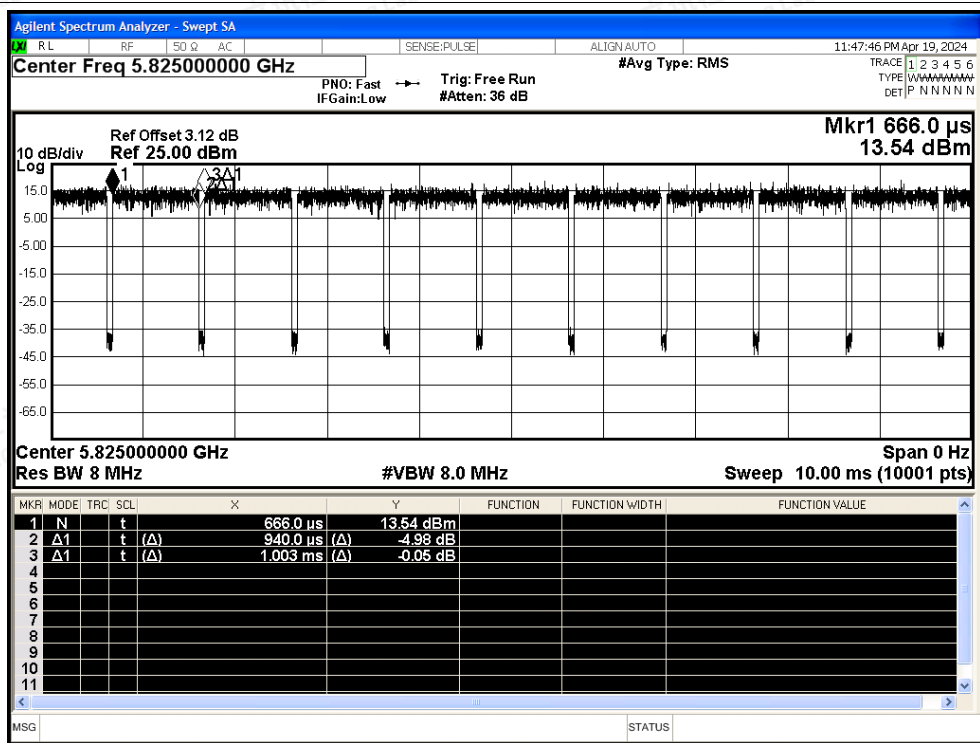 Agilent Spectrum Analyzer - Swept SA
LXI RL RF 50 Ω AC SENSE:PULSE ALIGN AUTO 11:47:46 PM Apr 19, 2024
Center Freq 5.825000000 GHz #Avg Type: RMS TRACE 1 2 3 4 5 6
PNO: Fast Trig: Free Run TYPE WWWWWW
IFGain:Low #Atten: 36 dB DET P N N N N N
Mkr1 666.0 µs
Ref Offset 3.12 dB
10 dB/div Ref 25.00 dBm 13.54 dBm
Log
1 3Δ1
15.0
5.00
-5.00
-15.0
-25.0
-35.0
-45.0
-55.0
-65.0
Center 5.825000000 GHz Span 0 Hz
Res BW 8 MHz #VBW 8.0 MHz Sweep 10.00 ms (10001 pts)
MKR MODE TRC SCL X Y FUNCTION FUNCTION WIDTH FUNCTION VALUE
1 N t 666.0 µs 13.54 dBm
2 Δ1 t (Δ) 940.0 µs (Δ) -4.98 dB
3 Δ1 t (Δ) 1.003 ms (Δ) -0.05 dB
4
5
6
7
8
9
10
11
MSG STATUS